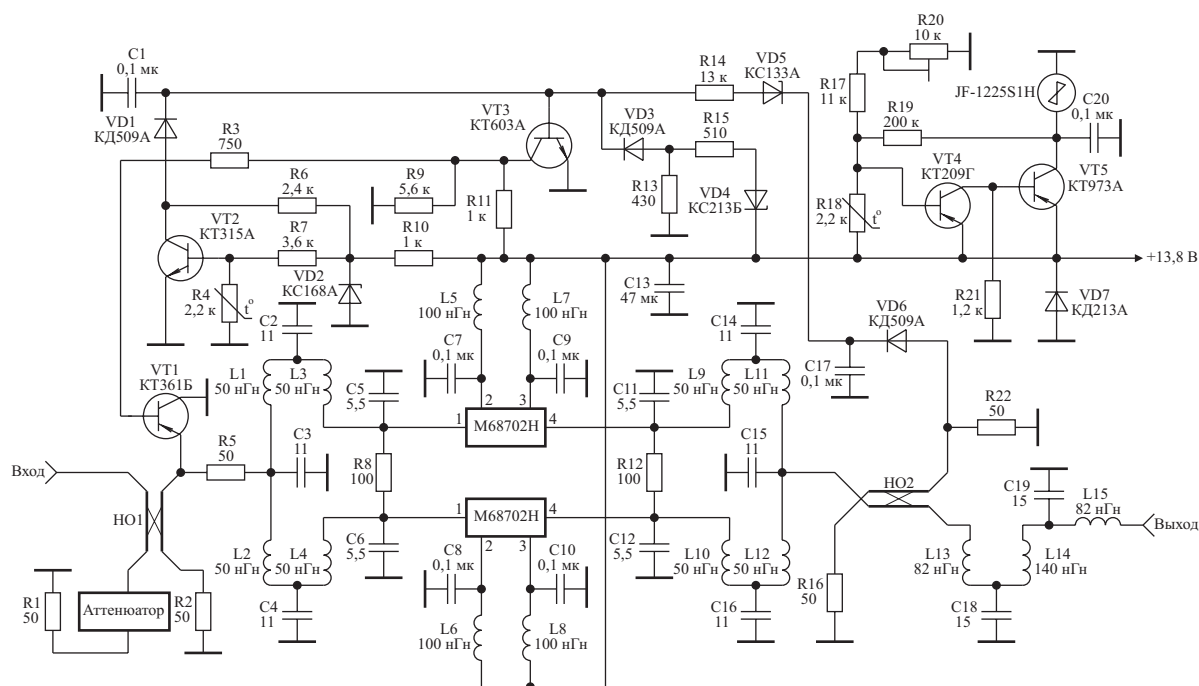 C1
0,1 мк
VD1
КД509А
R3
750
R6
2,4 к
R9
5,6 к
R11
1 к
VT3
КТ603А
VD3
КД509А
R14
13 к
VD5
КС133А
R15
510
R13
430
VD4
КС213Б
R20
10 к
R17
11 к
R19
200 к
JF-1225S1H
C20
0,1 мк
VT4
КТ209Г
VT5
КТ973А
R18
2,2 к
t°
VT2
КТ315А
R7
3,6 к
R10
1 к
+13,8 В
R4
2,2 к
t°
VD2
КС168А
L5
100 нГн
L7
100 нГн
C13
47 мк
R21
1,2 к
VD7
КД213А
VD6
КД509А
C2
11
C7
0,1 мк
C9
0,1 мк
C14
11
C17
0,1 мк
VT1
КТ361Б
L1
50 нГн
L3
50 нГн
C5
5,5
2
3
1
М68702Н
4
C11
5,5
L9
50 нГн
L11
50 нГн
R22
50
Вход
R5
50
C3
11
R8
100
R12
100
C15
11
НО1
1
М68702Н
4
2
3
НО2
C19
15
L15
82 нГн
Выход
L2
50 нГн
L4
50 нГн
C6
5,5
C8
0,1 мк
C10
0,1 мк
C12
5,5
L10
50 нГн
L12
50 нГн
L13
82 нГн
L14
140 нГн
R1
50
Аттенюатор
R2
50
C4
11
L6
100 нГн
L8
100 нГн
C16
11
R16
50
C18
15